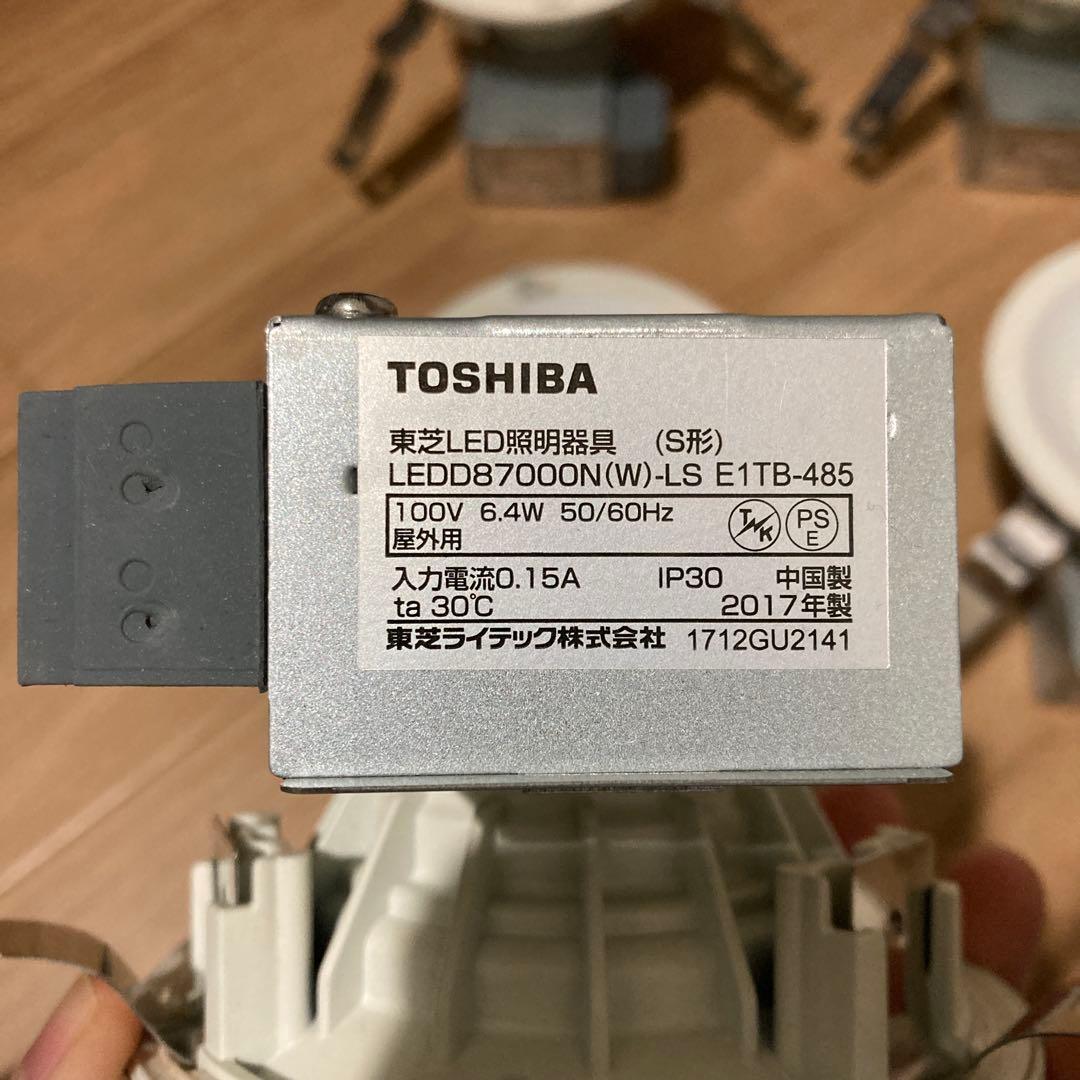 TOSHIBA
東芝LED照明器具 (S形)
LEDD87000N(W)-LS E1TB-485
100V 6.4W 50/60Hz
屋外用
PS
E
入力電流0.15A IP30 中国製
ta 30℃ 2017年製
東芝ライテック株式会社 1712GU2141